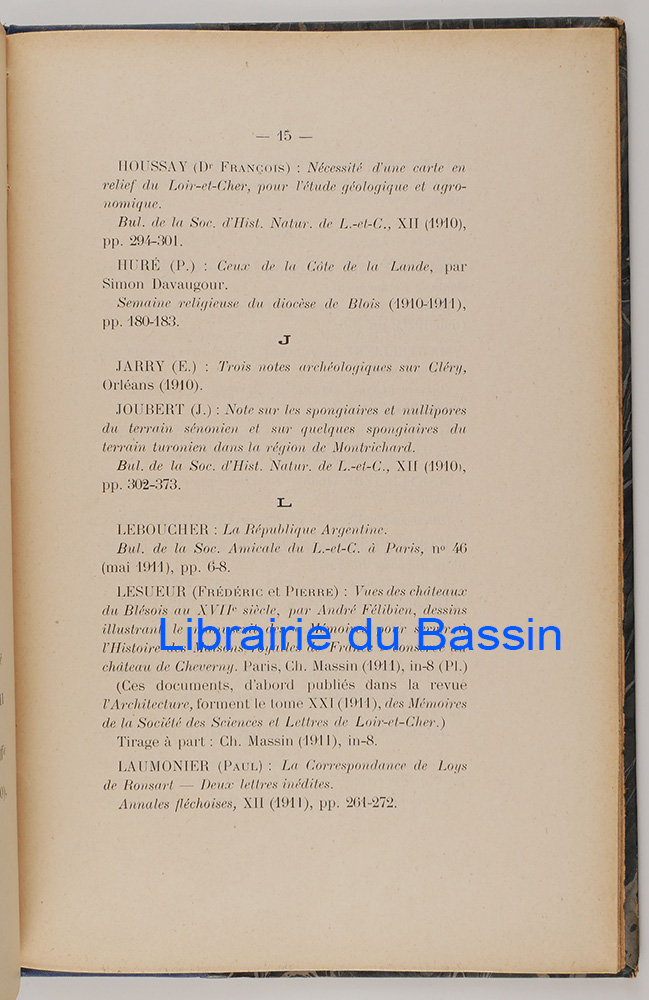 — 15 —
HOUSSAY (Dr FRANÇOIS) : Nécessité d'une carte en
relief du Loir-et-Cher, pour l'étude géologique et agro-
nomique.
Bul. de la Soc. d'Hist. Natur. de L.-et-C., XII (1910),
pp. 294-301.
HURÉ (P.) : Ceux de la Côte de la Lande, par
Simon Davaugour.
Semaine religieuse du diocèse de Blois (1910-1911),
pp. 180-183.
J
JARRY (E.) : Trois notes archéologiques sur Cléry,
Orléans (1910).
JOUBERT (J.) : Note sur les spongiaires et nullipores
du terrain sénonien et sur quelques spongiaires du
terrain turonien dans la région de Montrichard.
Bul. de la Soc. d'Hist. Natur. de L.-et-C., XII (1910),
pp. 302-373.
L
LEBOUCHER : La République Argentine.
Bul. de la Soc. Amicale du L.-et-C. à Paris, no 46
(mai 1911), pp. 6-8.
LESUEUR (FRÉDÉRIC et PIERRE) : Vues des châteaux
du Blésois au XVIIe siècle, par André Félibien, dessins
illustrant le
Librairie du Bassin
l'Histoire des Maisons royales de France
château de Cheverny. Paris, Ch. Massin (1911), in-8 (Pl.)
(Ces documents, d'abord publiés dans la revue
l'Architecture, forment le tome XXI (1911), des Mémoires
de la Société des Sciences et Lettres de Loir-et-Cher.)
Tirage à part : Ch. Massin (1911), in-8.
LAUMONIER (PAUL) : La Correspondance de Loys
de Ronsart — Deux lettres inédites.
Annales fléchoises, XII (1911), pp. 261-272.